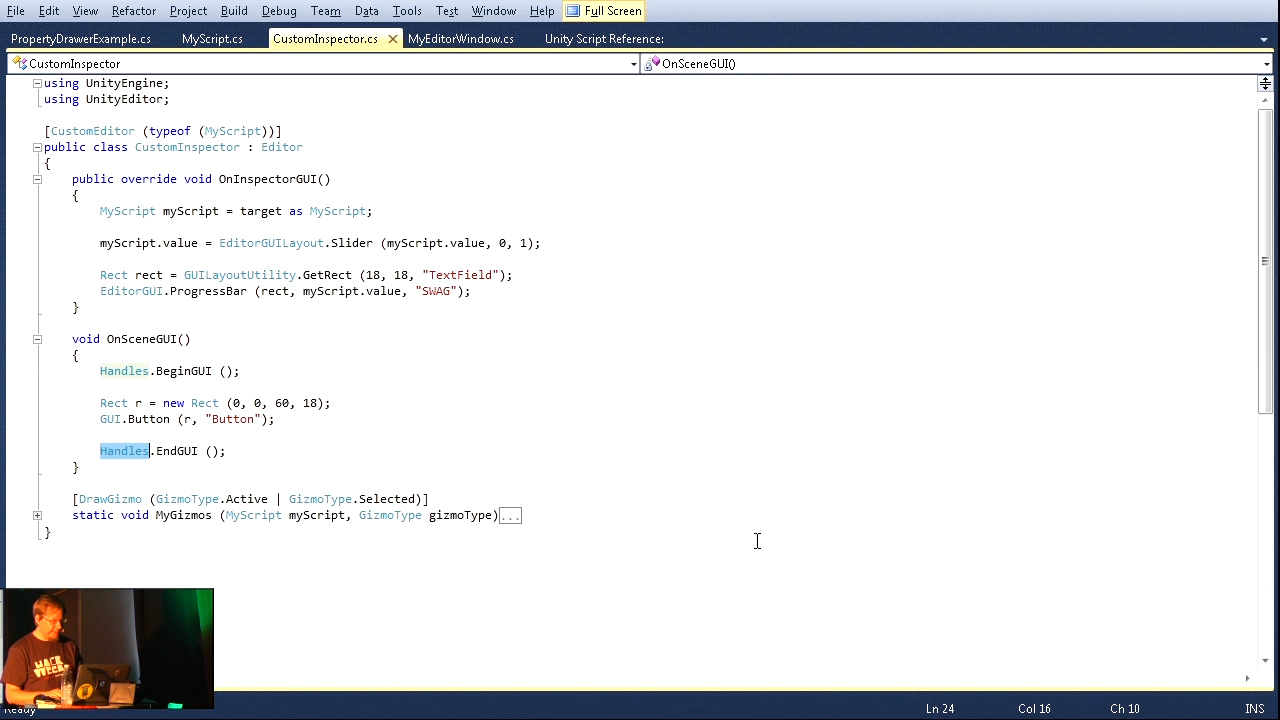 File Edit View Refactor Project Build Debug Team Data Tools Test Window Help Full Screen
PropertyDrawerExample.cs MyScript.cs CustomInspector.cs MyEditorWindow.cs Unity Script Reference:
CustomInspector OnSceneGUI()
using UnityEngine;
using UnityEditor;
[CustomEditor (typeof (MyScript))]
public class CustomInspector : Editor
{
public override void OnInspectorGUI()
{
MyScript myScript = target as MyScript;
myScript.value = EditorGUILayout.Slider (myScript.value, 0, 1);
Rect rect = GUILayoutUtility.GetRect (18, 18, "TextField");
EditorGUI.ProgressBar (rect, myScript.value, "SWAG");
}
void OnSceneGUI()
{
Handles.BeginGUI ();
Rect r = new Rect (0, 0, 60, 18);
GUI.Button (r, "Button");
Handles.EndGUI ();
}
[DrawGizmo (GizmoType.Active | GizmoType.Selected)]
static void MyGizmos (MyScript myScript, GizmoType gizmoType)...
}
Ready Ln 24 Col 16 Ch 10 INS